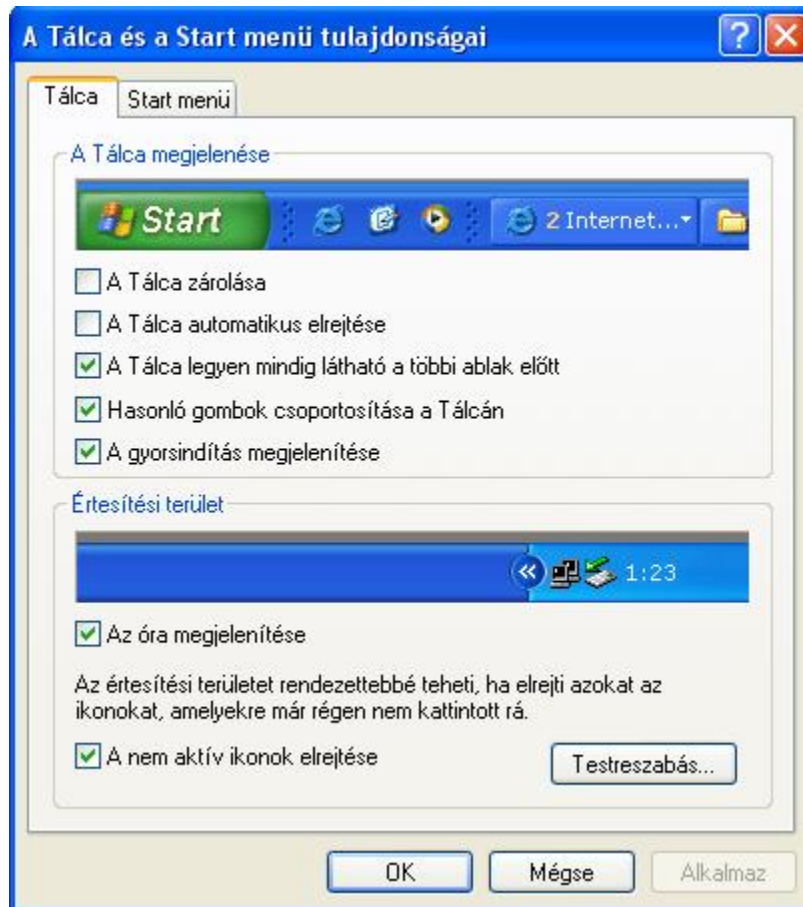 A Tálca és a Start menü tulajdonságai
Tálca
Start menü
A Tálca megjelenése
Start
2 Internet...
A Tálca zárolása
A Tálca automatikus elrejtése
A Tálca legyen mindig látható a többi ablak előtt
Hasonló gombok csoportosítása a Tálcán
A gyorsindítás megjelenítése
Értesítési terület
1:23
Az óra megjelenítése
Az értesítési területet rendezettebbé teheti, ha elrejti azokat az
ikonokat, amelyekre már régen nem kattintott rá.
A nem aktív ikonok elrejtése
Testreszabás...
OK
Mégse
Alkalmaz